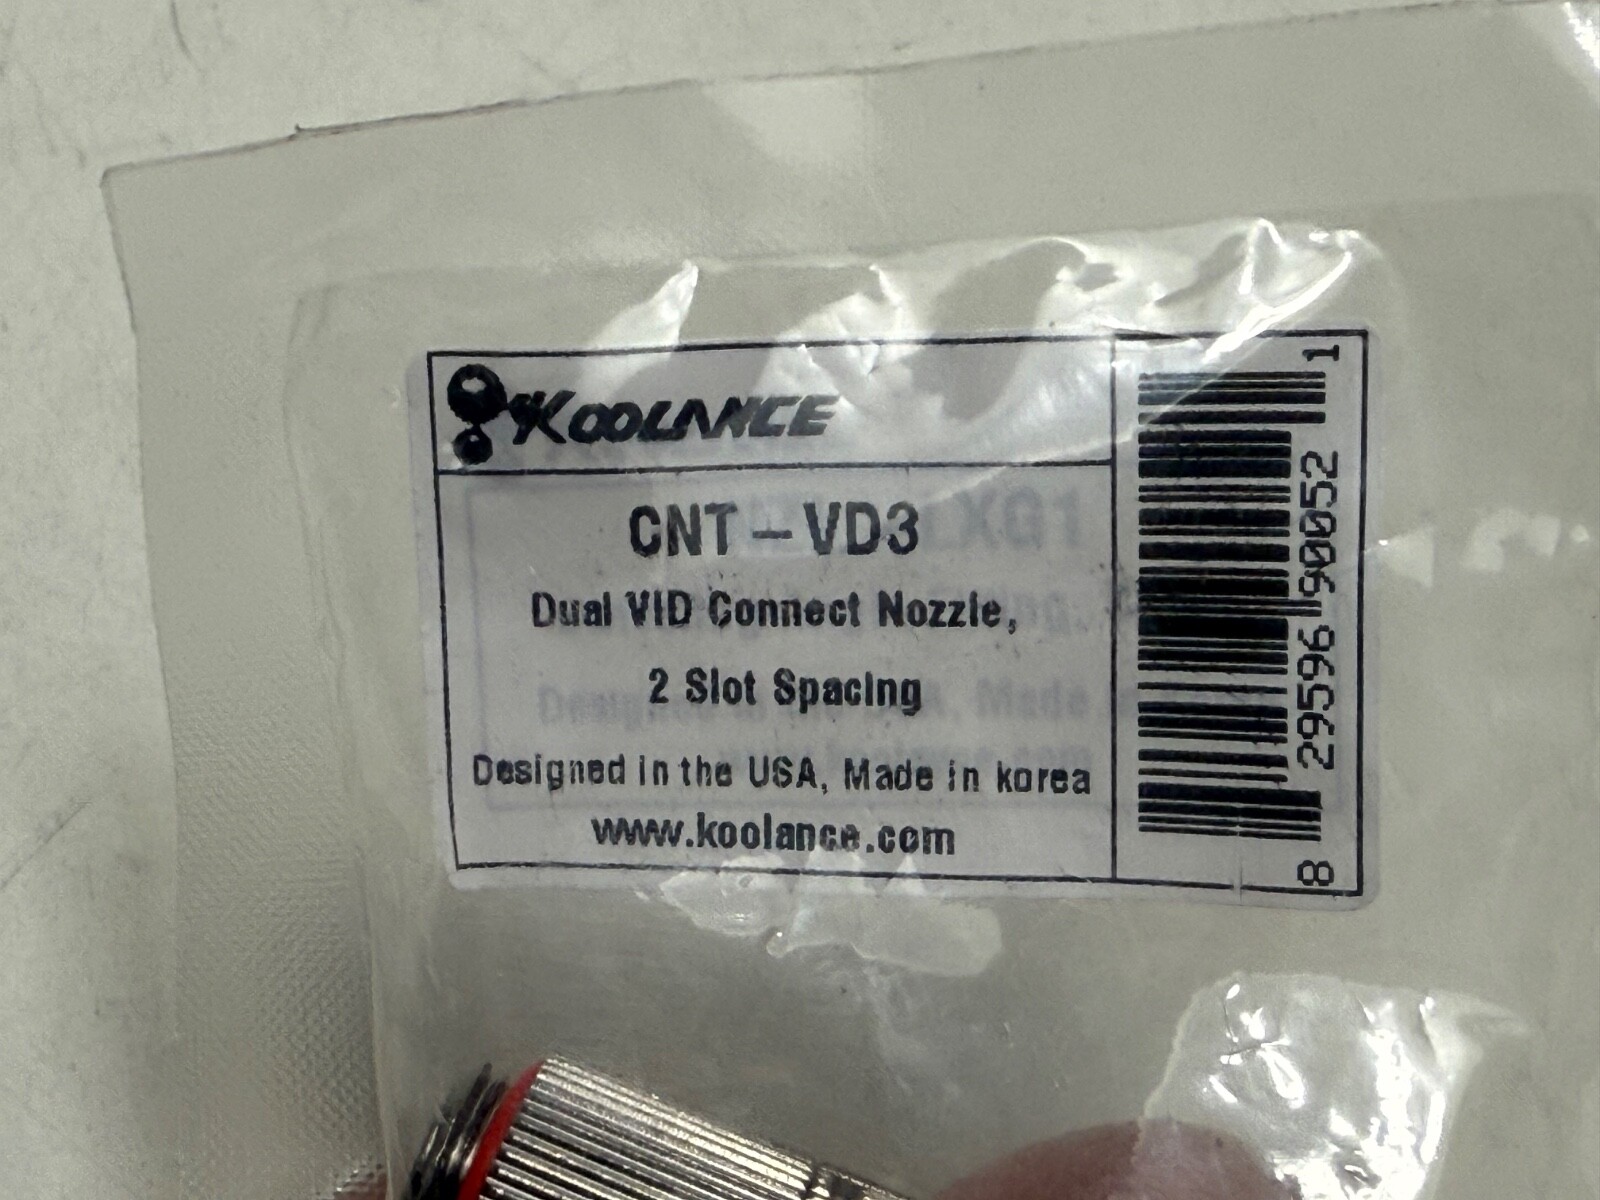 KOOLANCE
CNT-VD3
Dual VID Connect Nozzle,
2 Slot Spacing
Designed in the USA, Made in korea
www.koolance.com
8 29596 90052 1
LXG1